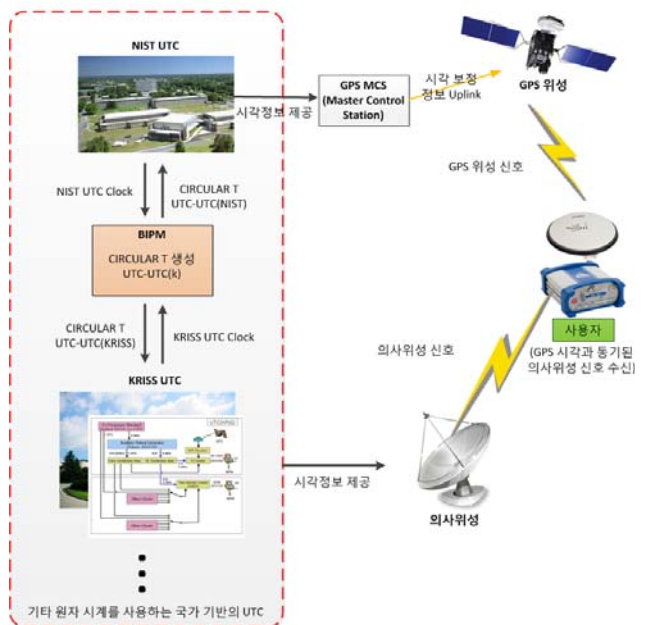 NIST UTC
시각정보 제공
GPS MCS
(Master Control
Station)
시각 보정
정보 Uplink
GPS 위성
NIST UTC Clock
CIRCULAR T
UTC-UTC(NIST)
GPS 위성 신호
BIPM
CIRCULAR T 생성
UTC-UTC(k)
CIRCULAR T
UTC-UTC(KRISS)
KRISS UTC Clock
사용자
(GPS 시각과 동기된
의사위성 신호 수신)
의사위성 신호
KRISS UTC
시각정보 제공
의사위성
기타 원자 시계를 사용하는 국가 기반의 UTC